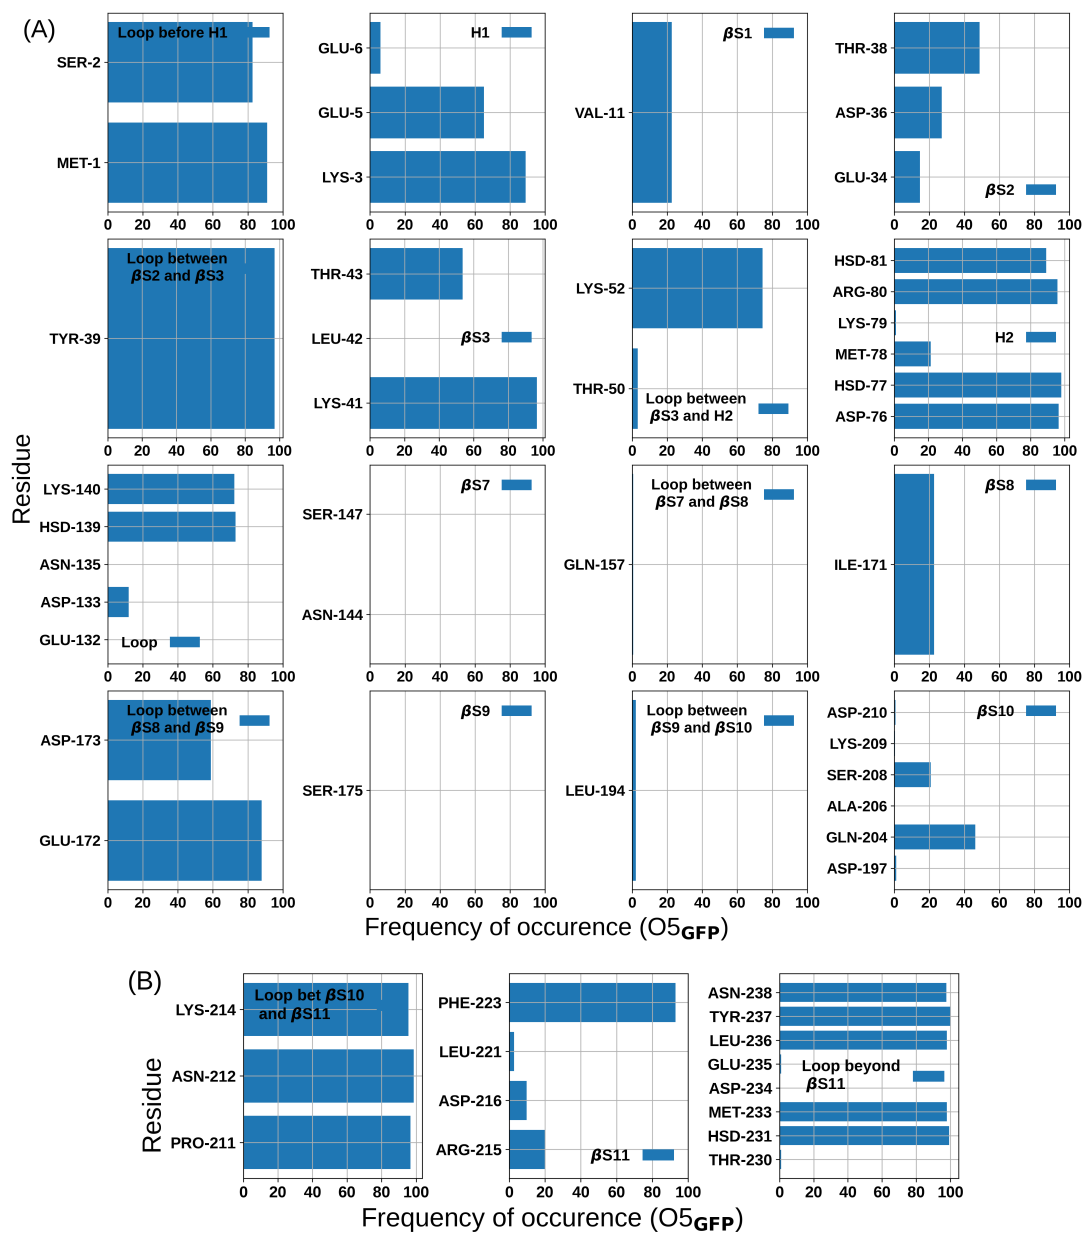 (A)
Loop before H1
SER-2
MET-1
0 20 40 60 80 100
H1
GLU-6
GLU-5
LYS-3
0 20 40 60 80 100
βS1
VAL-11
0 20 40 60 80 100
THR-38
ASP-36
GLU-34
βS2
0 20 40 60 80 100
Loop between
βS2 and βS3
TYR-39
0 20 40 60 80 100
THR-43
LEU-42
βS3
LYS-41
0 20 40 60 80 100
LYS-52
THR-50
Loop between
βS3 and H2
0 20 40 60 80 100
HSD-81
ARG-80
LYS-79
H2
MET-78
HSD-77
ASP-76
0 20 40 60 80 100
Residue
LYS-140
HSD-139
ASN-135
ASP-133
GLU-132
Loop
0 20 40 60 80 100
βS7
SER-147
ASN-144
0 20 40 60 80 100
Loop between
βS7 and βS8
GLN-157
0 20 40 60 80 100
βS8
ILE-171
0 20 40 60 80 100
Loop between
βS8 and βS9
ASP-173
GLU-172
0 20 40 60 80 100
βS9
SER-175
0 20 40 60 80 100
Loop between
βS9 and βS10
LEU-194
0 20 40 60 80 100
βS10
ASP-210
LYS-209
SER-208
ALA-206
GLN-204
ASP-197
0 20 40 60 80 100
Frequency of occurence (O5GFP)
(B)
Loop bet βS10
and βS11
LYS-214
ASN-212
PRO-211
0 20 40 60 80 100
PHE-223
LEU-221
ASP-216
ARG-215
βS11
0 20 40 60 80 100
ASN-238
TYR-237
LEU-236
GLU-235
Loop beyond
βS11
ASP-234
MET-233
HSD-231
THR-230
0 20 40 60 80 100
Residue
Frequency of occurence (O5GFP)